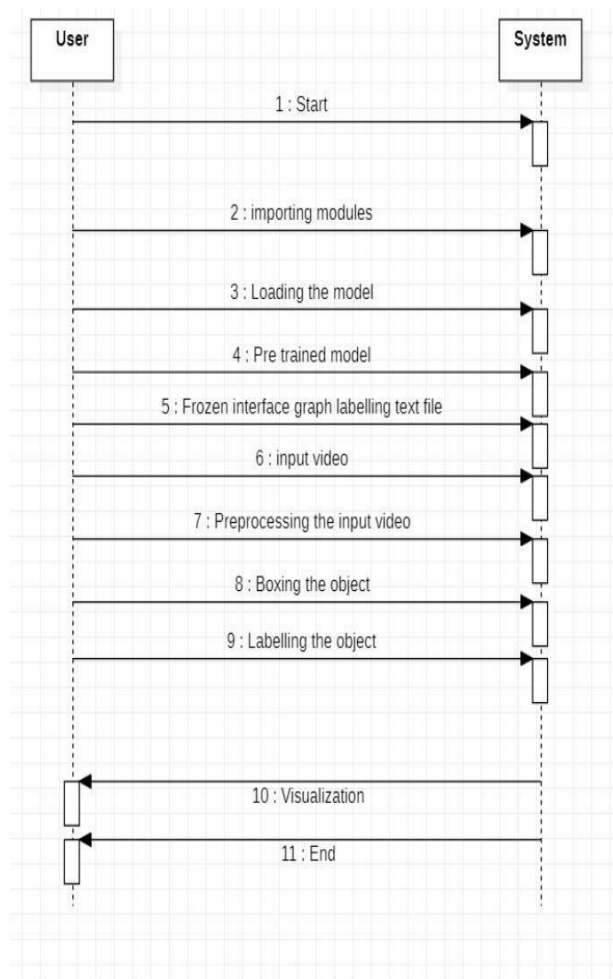 User
System
1 : Start
2 : importing modules
3 : Loading the model
4 : Pre trained model
5 : Frozen interface graph labelling text file
6 : input video
7 : Preprocessing the input video
8 : Boxing the object
9 : Labelling the object
10 : Visualization
11 : End